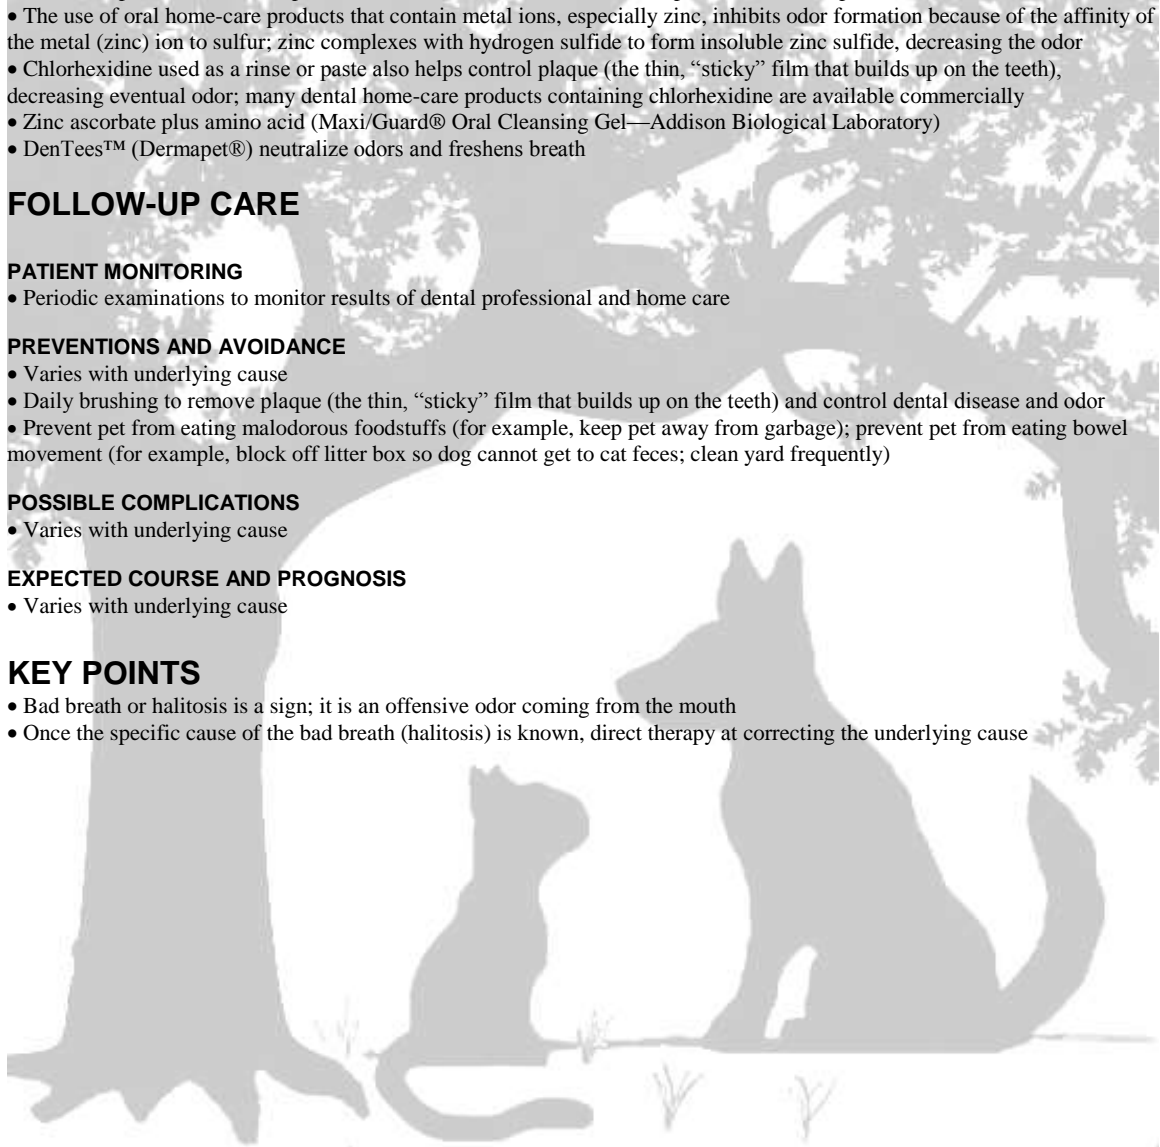 • The use of oral home-care products that contain metal ions, especially zinc, inhibits odor formation because of the affinity of
the metal (zinc) ion to sulfur; zinc complexes with hydrogen sulfide to form insoluble zinc sulfide, decreasing the odor
• Chlorhexidine used as a rinse or paste also helps control plaque (the thin, “sticky” film that builds up on the teeth),
decreasing eventual odor; many dental home-care products containing chlorhexidine are available commercially
• Zinc ascorbate plus amino acid (Maxi/Guard® Oral Cleansing Gel—Addison Biological Laboratory)
• DenTees™ (Dermapet®) neutralize odors and freshens breath
FOLLOW-UP CARE
PATIENT MONITORING
• Periodic examinations to monitor results of dental professional and home care
PREVENTIONS AND AVOIDANCE
• Varies with underlying cause
• Daily brushing to remove plaque (the thin, “sticky” film that builds up on the teeth) and control dental disease and odor
• Prevent pet from eating malodorous foodstuffs (for example, keep pet away from garbage); prevent pet from eating bowel
movement (for example, block off litter box so dog cannot get to cat feces; clean yard frequently)
POSSIBLE COMPLICATIONS
• Varies with underlying cause
EXPECTED COURSE AND PROGNOSIS
• Varies with underlying cause
KEY POINTS
• Bad breath or halitosis is a sign; it is an offensive odor coming from the mouth
• Once the specific cause of the bad breath (halitosis) is known, direct therapy at correcting the underlying cause